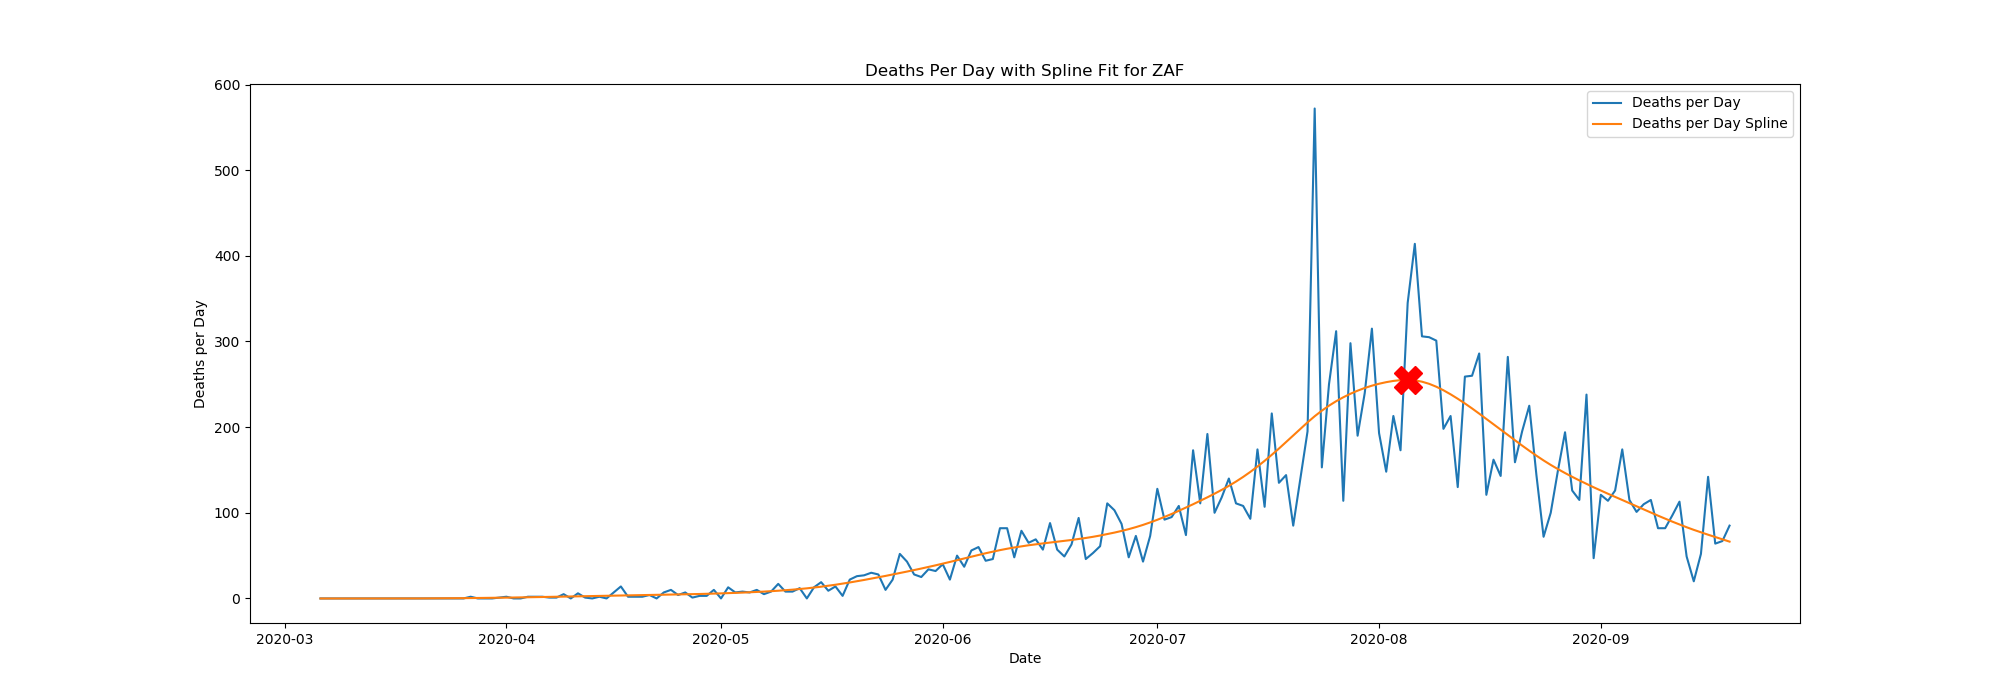 Deaths Per Day with Spline Fit for ZAF
Deaths per Day
Deaths per Day Spline
600
500
400
300
200
100
0
Deaths per Day
2020-03
2020-04
2020-05
2020-06
2020-07
2020-08
2020-09
Date